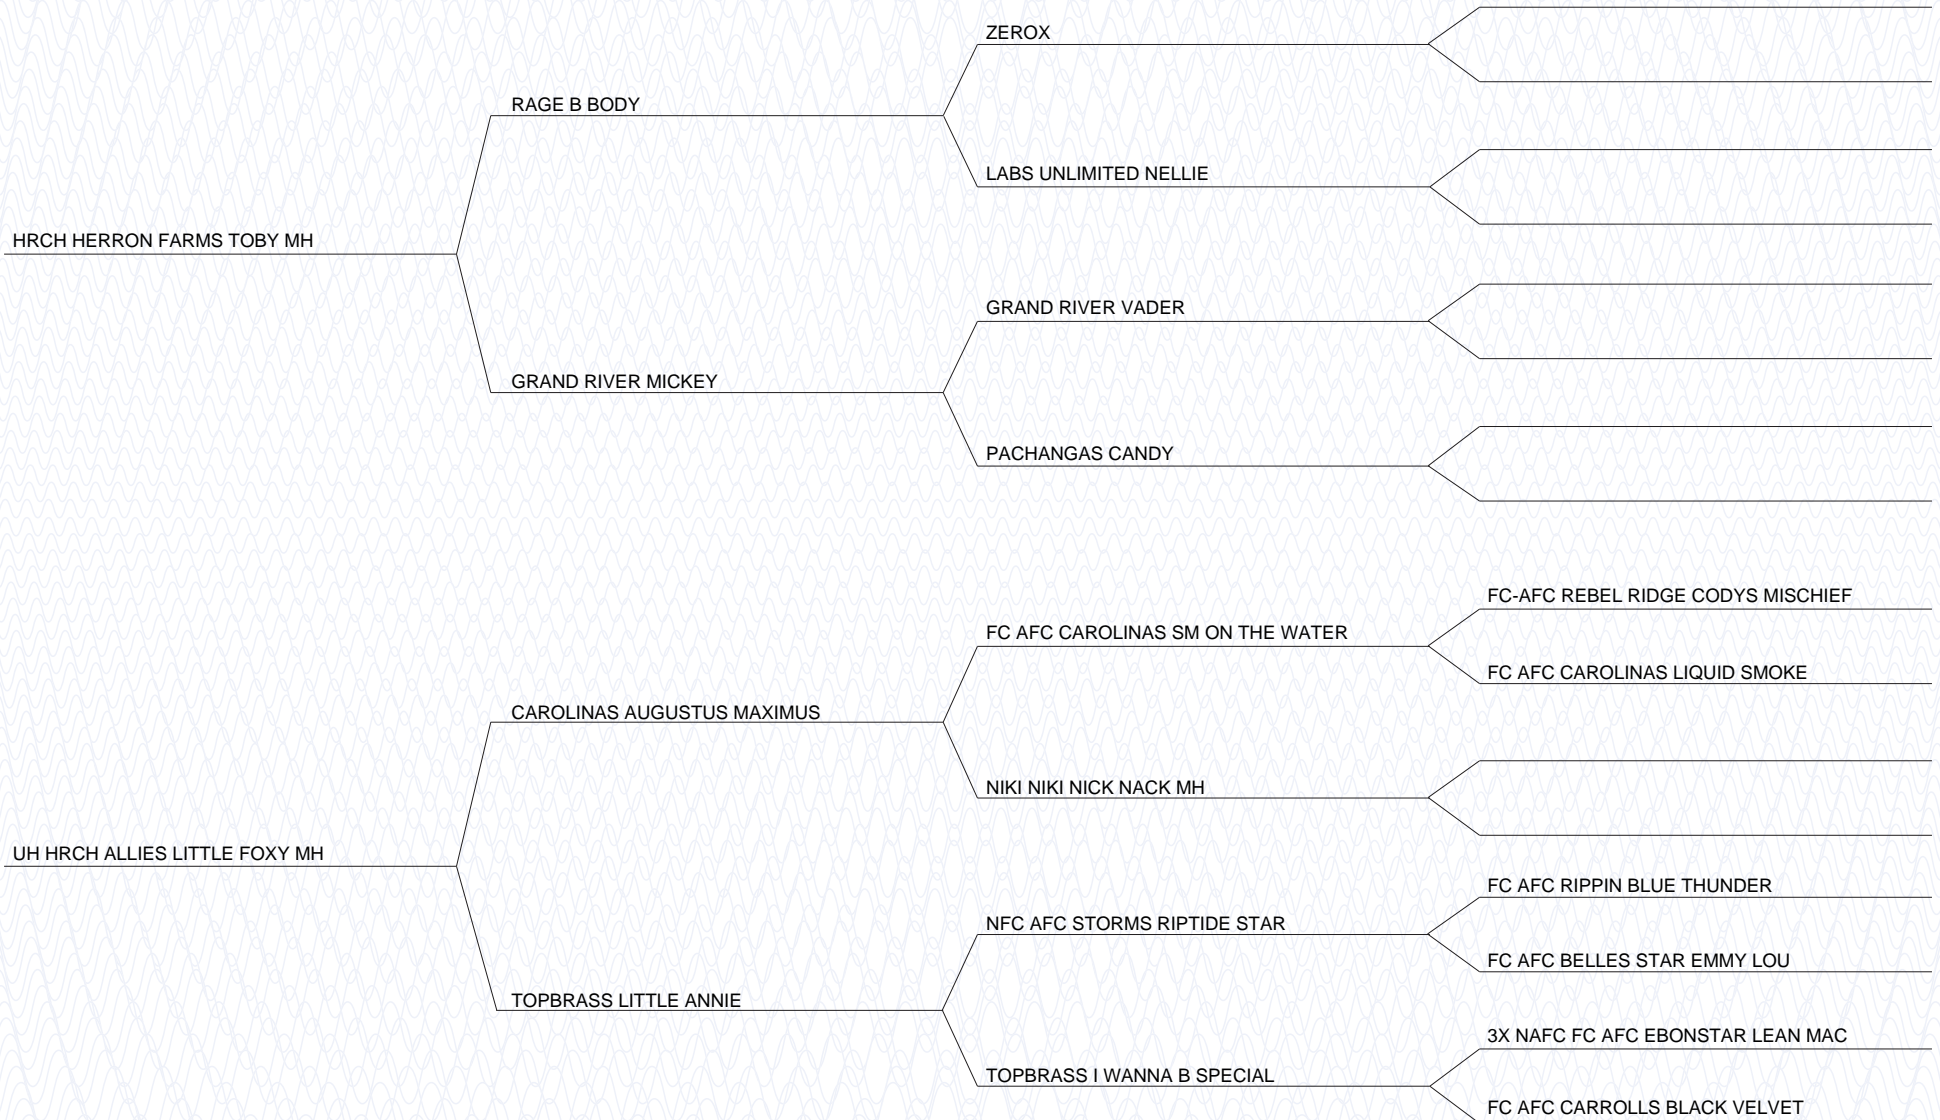 ZEROX
RAGE B BODY
LABS UNLIMITED NELLIE
HRCH HERRON FARMS TOBY MH
GRAND RIVER VADER
GRAND RIVER MICKEY
PACHANGAS CANDY
FC-AFC REBEL RIDGE CODYS MISCHIEF
FC AFC CAROLINAS SM ON THE WATER
FC AFC CAROLINAS LIQUID SMOKE
CAROLINAS AUGUSTUS MAXIMUS
NIKI NIKI NICK NACK MH
UH HRCH ALLIES LITTLE FOXY MH
FC AFC RIPPIN BLUE THUNDER
NFC AFC STORMS RIPTIDE STAR
FC AFC BELLES STAR EMMY LOU
TOPBRASS LITTLE ANNIE
3X NAFC FC AFC EBONSTAR LEAN MAC
TOPBRASS I WANNA B SPECIAL
FC AFC CARROLLS BLACK VELVET